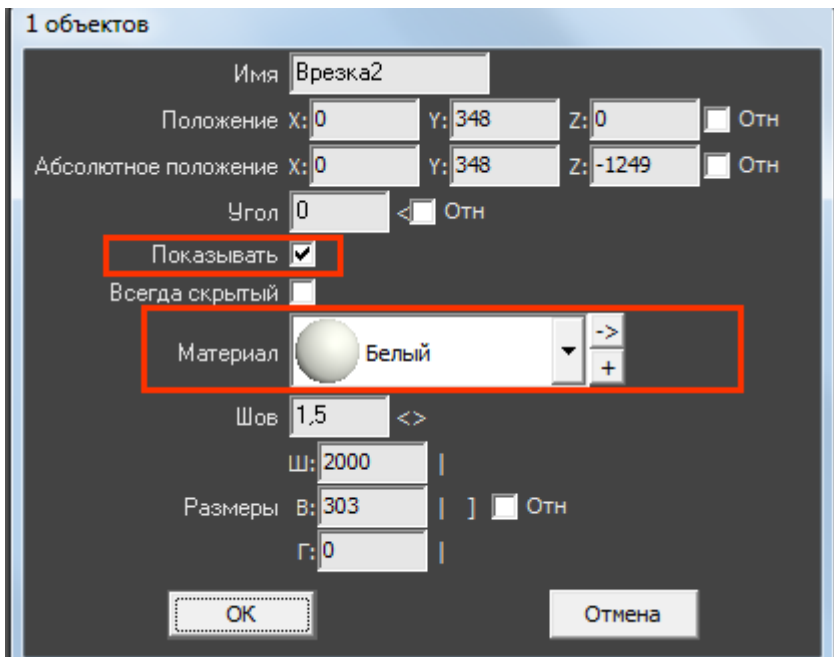 1 объектов
Имя Врезка2
Положение X: 0 Y: 348 Z: 0 Отн
Абсолютное положение X: 0 Y: 348 Z: -1249 Отн
Угол 0 < Отн
Показывать
Всегда скрытый
Материал Белый ->
+
Шов 1,5 <>
Ш: 2000 |
Размеры В: 303 | ] Отн
Г: 0 |
OK Отмена